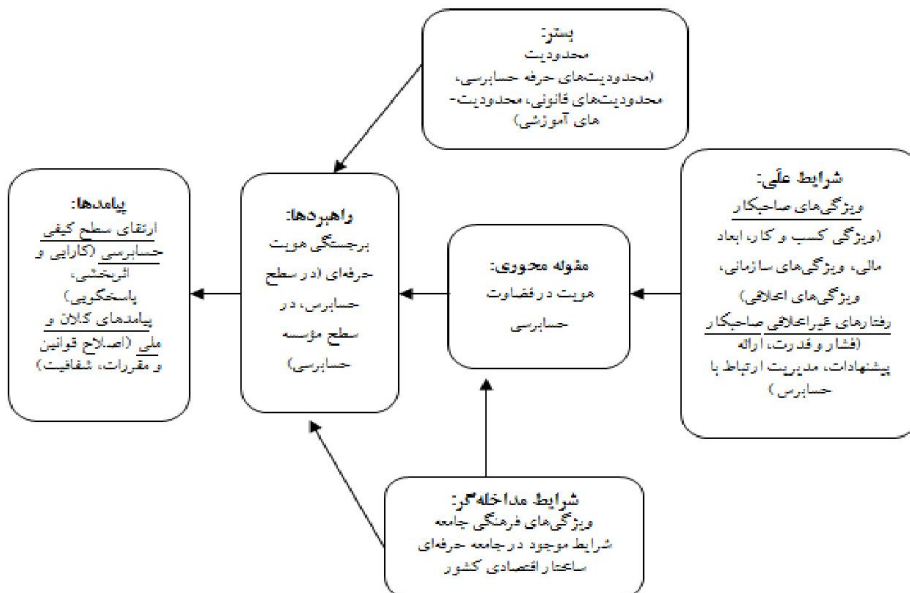 بستر:
محدودیت
(محدودیت‌های حرفه حسابرسی،
محدودیت‌های قانونی، محدودیت-
های آموزشی)
شرایط علّی:
ویژگی‌های صاحبکار
(ویژگی کسب و کار، ابعاد
مالی، ویژگی‌های سازمانی،
ویژگی‌های اخلاقی)
رفتارهای غیراخلاقی صاحبکار
(فشار و قدرت، ارائه
پیشنهادات، مدیریت ارتباط با
حسابرس)
مقوله محوری:
هویت در قضاوت
حسابرسی
راهبردها:
برجستگی هویت
حرفه‌ای (در سطح
حسابرس، در
سطح مؤسسه
حسابرسی)
پیامدها:
ارتقای سطح کیفی
حسابرسی (کارایی و
اثربخشی،
پاسخگویی)
پیامدهای کلان و
ملی (اصلاح قوانین
و مقررات، شفافیت)
شرایط مداخله‌گر:
ویژگی‌های فرهنگی جامعه
شرایط موجود در جامعه حرفه‌ای
ساختار اقتصادی کشور